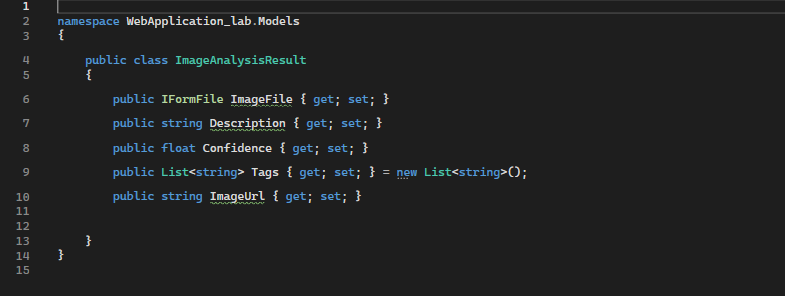 1
2 namespace WebApplication_lab.Models
3 {
4 public class ImageAnalysisResult
5 {
6 public IFormFile ImageFile { get; set; }
7 public string Description { get; set; }
8 public float Confidence { get; set; }
9 public List<string> Tags { get; set; } = new List<string>();
10 public string ImageUrl { get; set; }
11
12
13 }
14 }
15